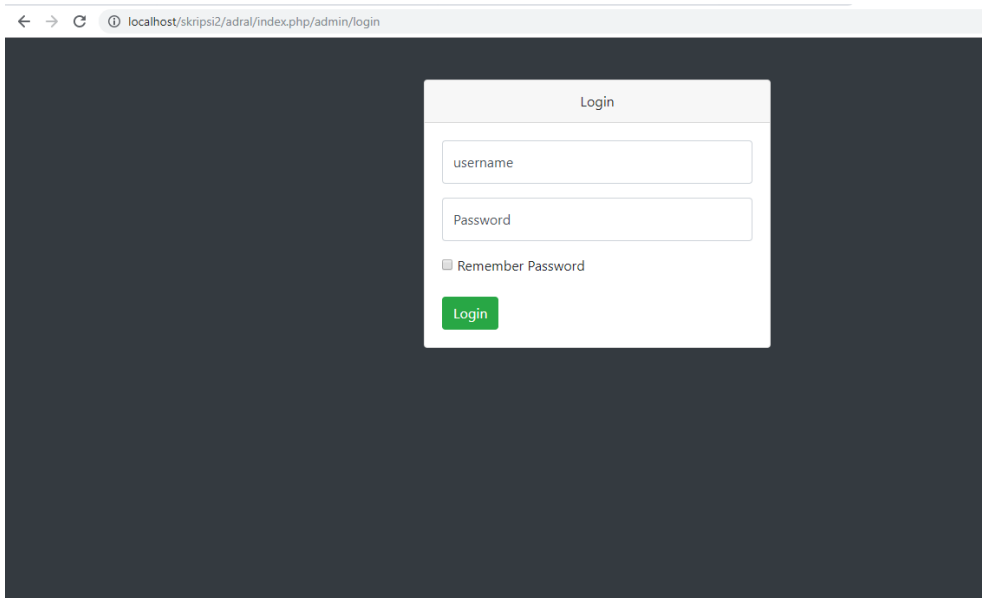 localhost/skripsi2/adral/index.php/admin/login
Login
username
Password
Remember Password
Login